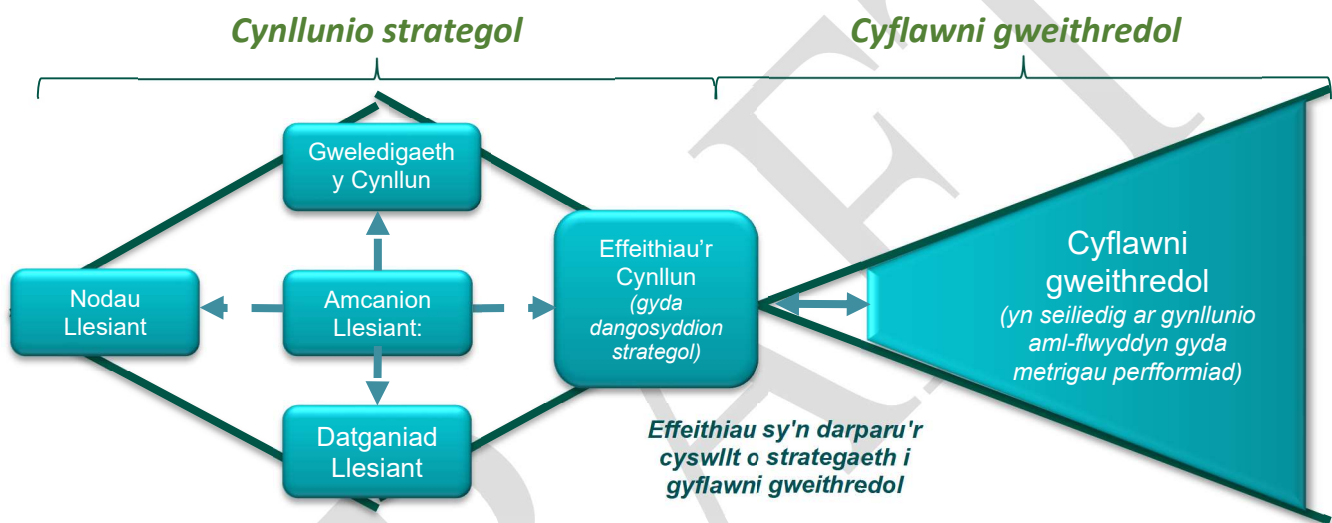 Cynllunio strategol
Cyflawni gweithredol
Gweledigaeth
y Cynllun
Nodau
Llesiant
Amcanion
Llesiant:
Effeithiau'r
Cynllun
(gyda
dangosyddion
strategol)
Datganiad
Llesiant
Effeithiau sy'n darparu'r
cyswllt o strategaeth i
gyflawni gweithredol
Cyflawni
gweithredol
(yn seiliedig ar gynllunio
aml-flwyddyn gyda
metrigau perfformiad)
DRAFT